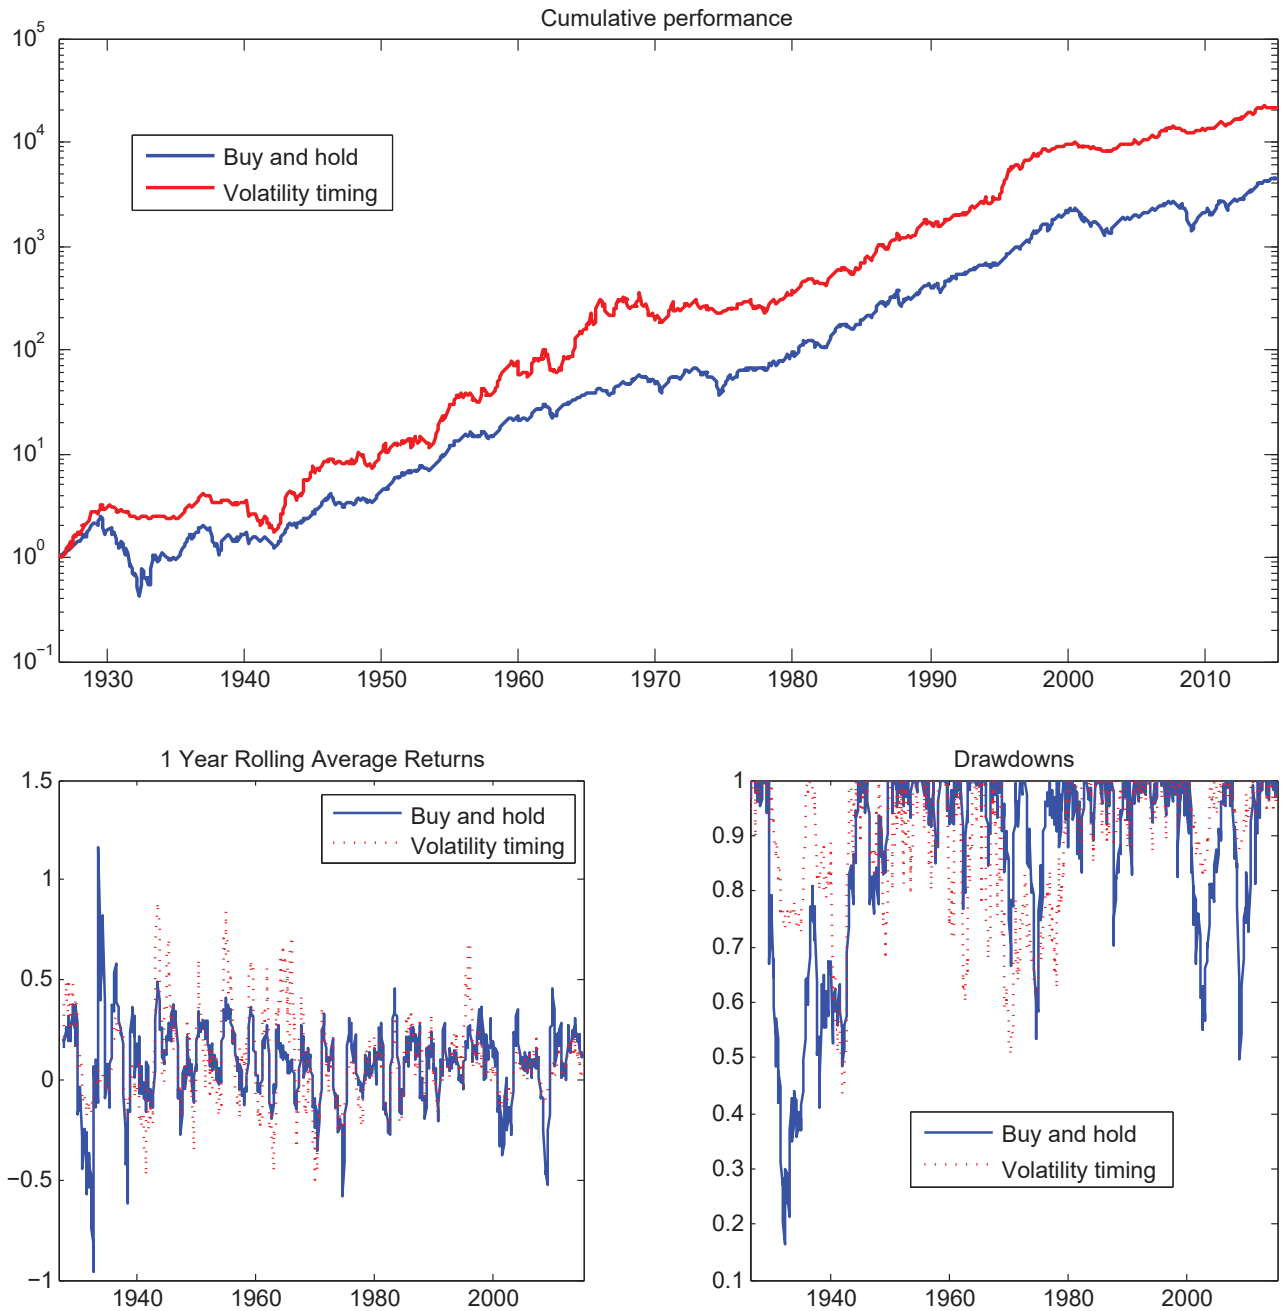 Cumulative performance
10^5
10^4
10^3
10^2
10^1
10^0
10^−1
Buy and hold
Volatility timing
1930 1940 1950 1960 1970 1980 1990 2000 2010
1 Year Rolling Average Returns
1.5
1
0.5
0
−0.5
−1
Buy and hold
Volatility timing
1940 1960 1980 2000
Drawdowns
1
0.9
0.8
0.7
0.6
0.5
0.4
0.3
0.2
0.1
Buy and hold
Volatility timing
1940 1960 1980 2000